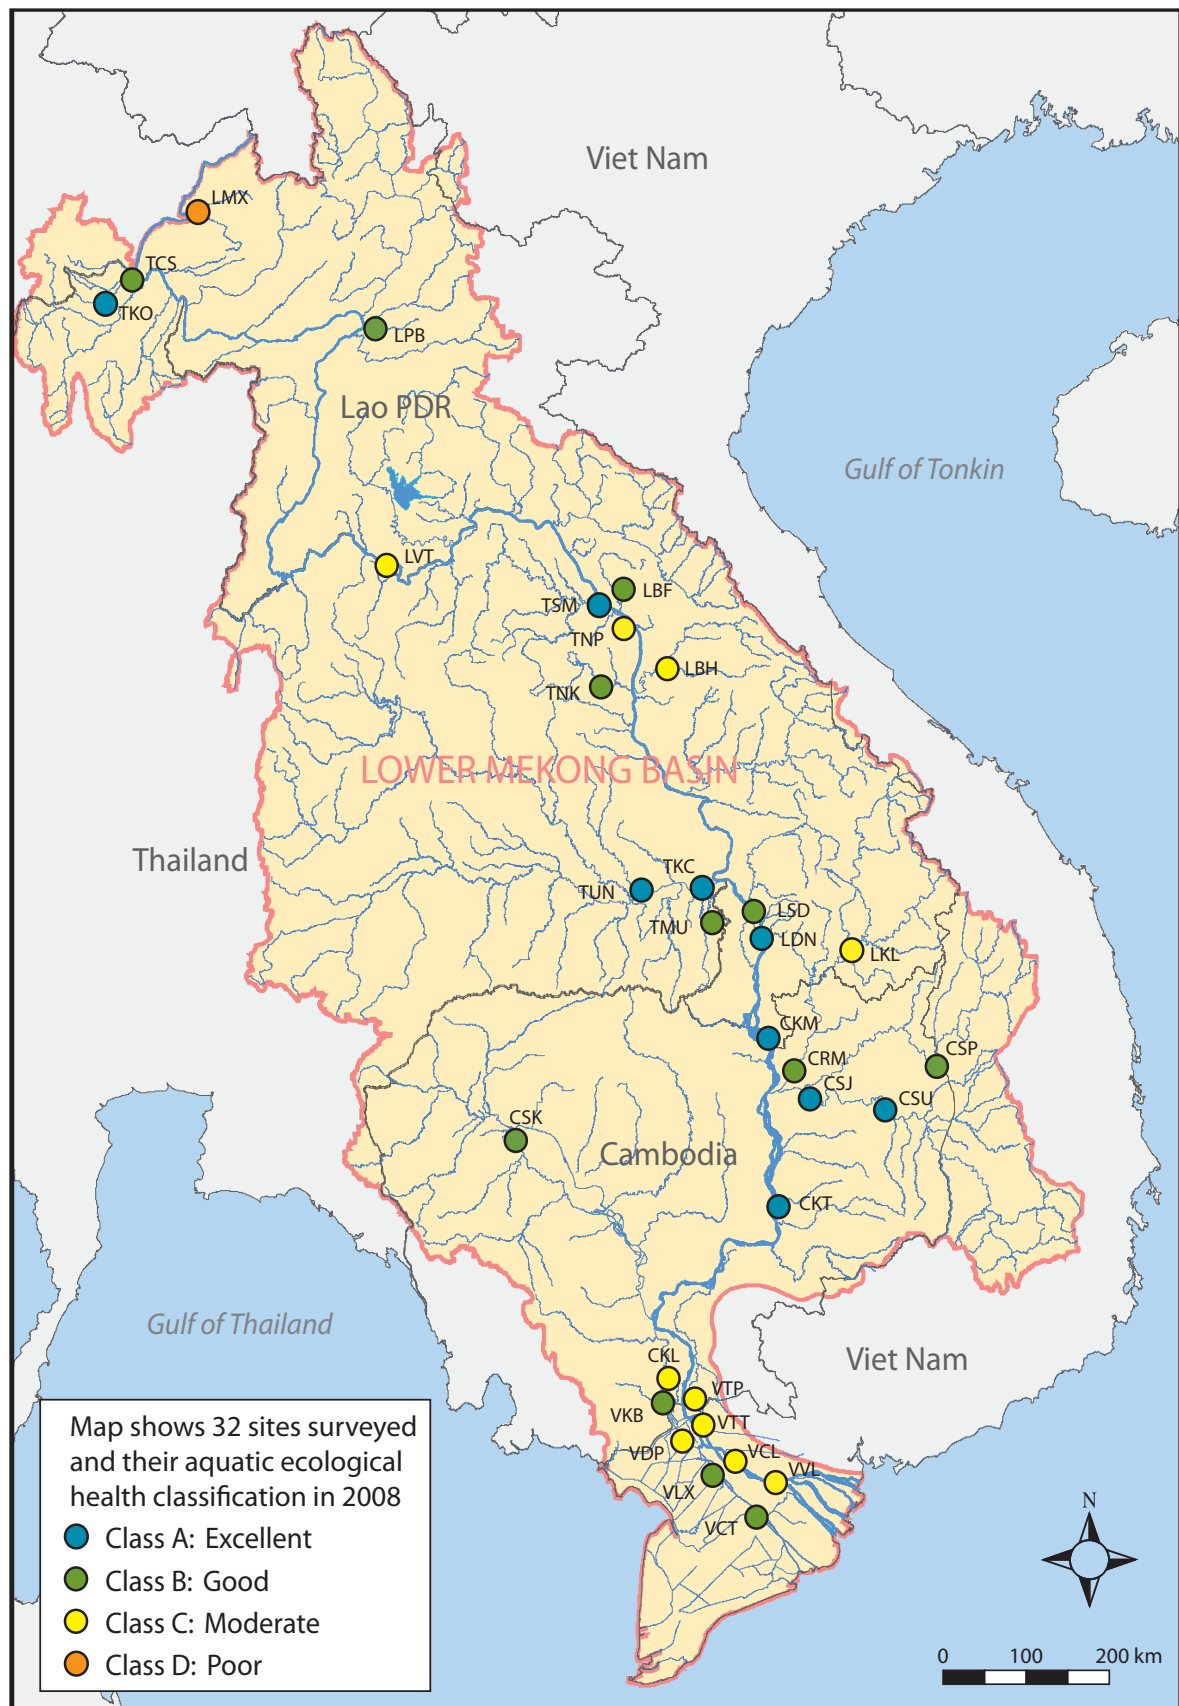 Viet Nam
LMX
TCS
TKO
LPB
Lao PDR
Gulf of Tonkin
LVT
LBF
TSM
TNP
LBH
TNK
LOWER MEKONG BASIN
Thailand
TKC
TUN
LSD
TMU
LDN
LKL
CKM
CRM
CSP
CSJ
CSU
CSK
Cambodia
CKT
Gulf of Thailand
Viet Nam
CKL
VTP
VKB
VTT
VDP
VCL
VVL
VLX
VCT
Map shows 32 sites surveyed
and their aquatic ecological
health classification in 2008
Class A: Excellent
Class B: Good
Class C: Moderate
Class D: Poor
N
0 100 200 km